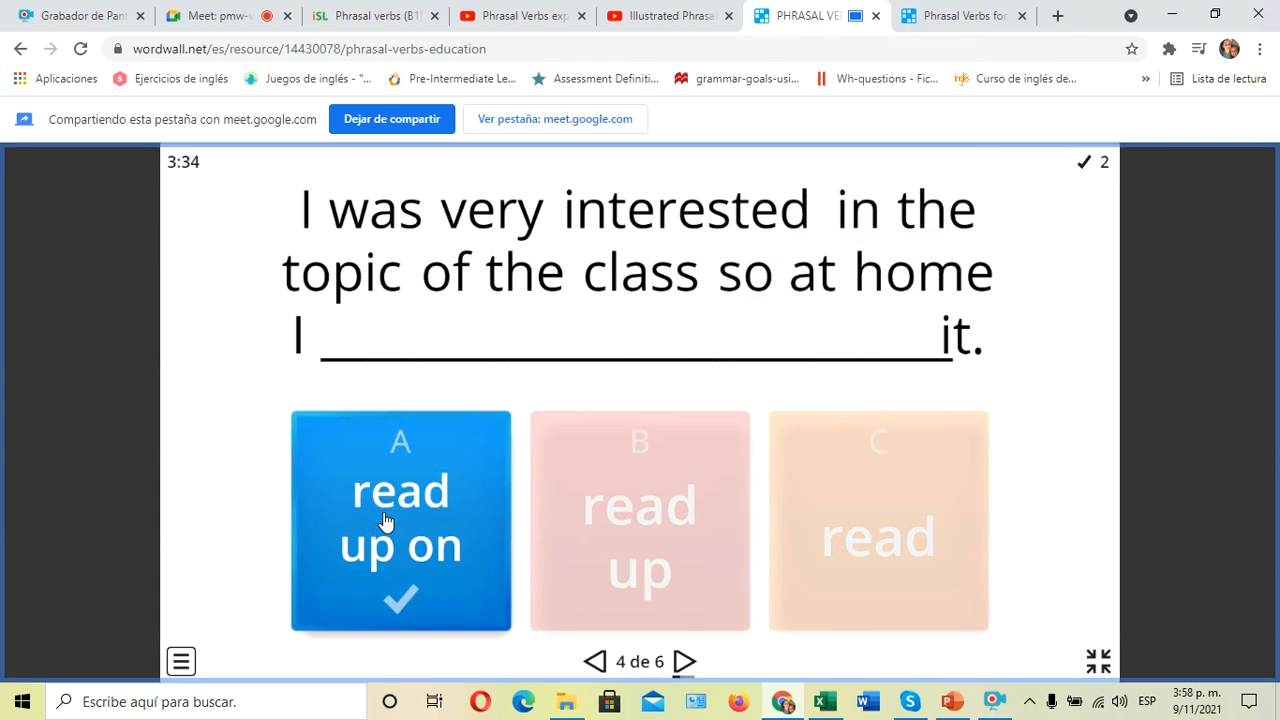 Grabador de Pan
Meet: pmw-v
Phrasal verbs (B1)
Phrasal Verbs exp
Illustrated Phrasal
PHRASAL VE
Phrasal Verbs for
wordwall.net/es/resource/14430078/phrasal-verbs-education
Aplicaciones
Ejercicios de inglés
Juegos de inglés - "...
Pre-Intermediate Le...
Assessment Definiti...
grammar-goals-usi...
Wh-questions - Fic...
Curso de inglés de...
»
Lista de lectura
Compartiendo esta pestaña con meet.google.com
Dejar de compartir
Ver pestaña: meet.google.com
3:34
2
I was very interested in the
topic of the class so at home
I ______________________it.
A
read
up on
B
read
up
C
read
4 de 6
Escribe aquí para buscar.
ESP
3:58 p. m.
9/11/2021